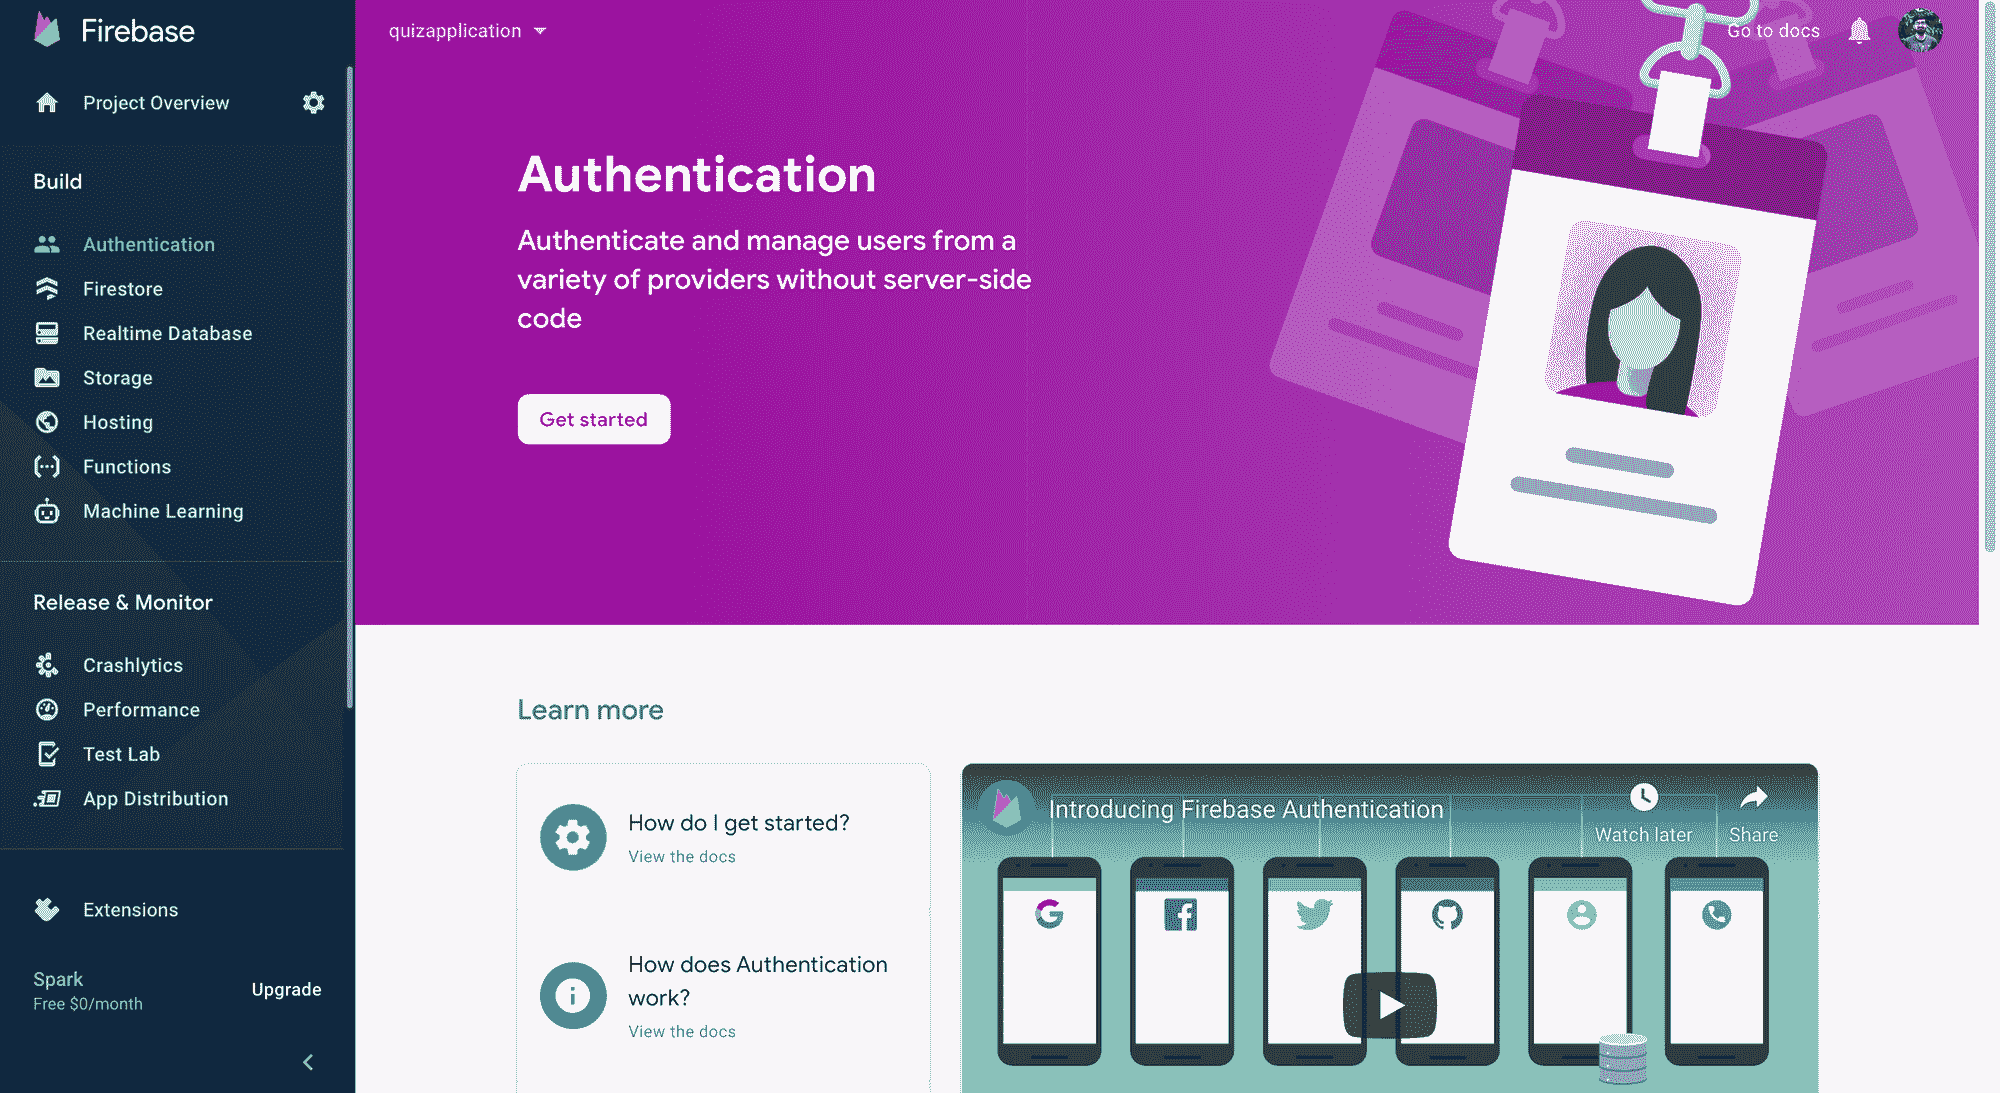 Firebase
Project Overview
Build
Authentication
Firestore
Realtime Database
Storage
Hosting
Functions
Machine Learning
Release & Monitor
Crashlytics
Performance
Test Lab
App Distribution
Extensions
Spark
Free $0/month
Upgrade
quizapplication
Go to docs
Authentication
Authenticate and manage users from a
variety of providers without server-side
code
Get started
Learn more
How do I get started?
View the docs
How does Authentication
work?
View the docs
Introducing Firebase Authentication
Watch later
Share